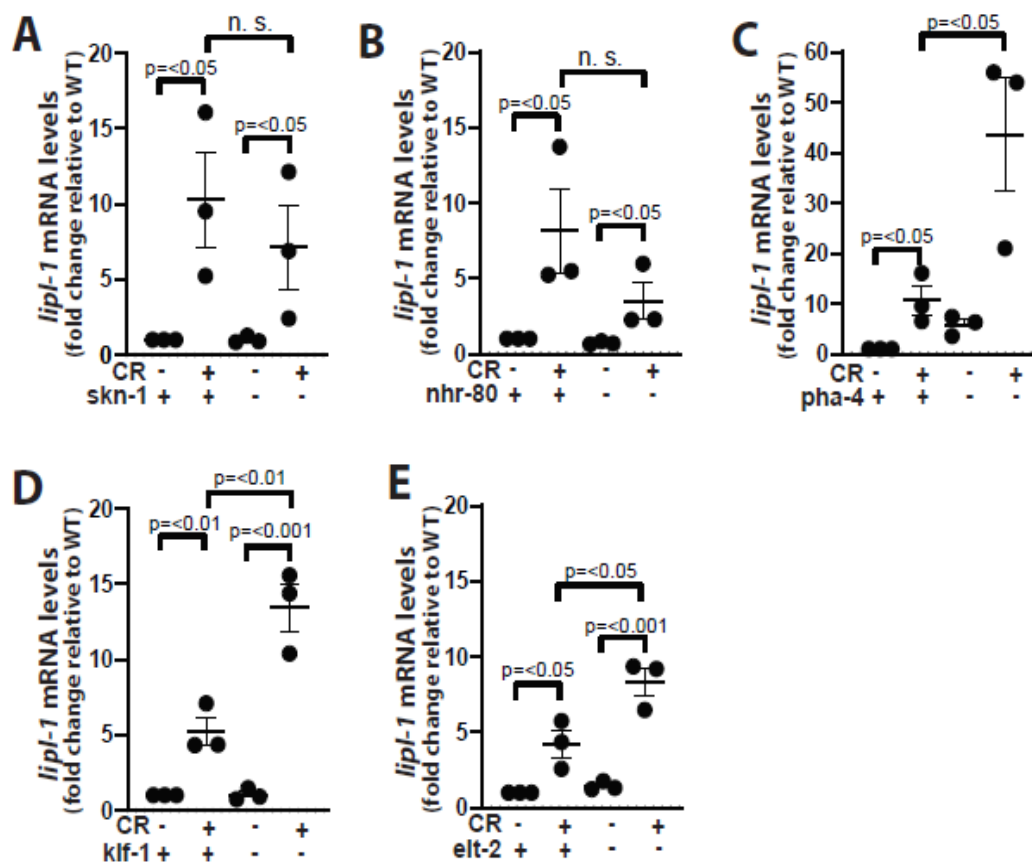 A
n. s.
p=<0.05
p=<0.05
lipl-1 mRNA levels
(fold change relative to WT)
20
15
10
5
0
CR - + - +
skn-1 + + - -
B
n. s.
p=<0.05
p=<0.05
lipl-1 mRNA levels
(fold change relative to WT)
20
15
10
5
0
CR - + - +
nhr-80 + + - -
C
p=<0.05
p=<0.05
lipl-1 mRNA levels
(fold change relative to WT)
60
50
40
30
20
10
0
CR - + - +
pha-4 + + - -
D
p=<0.01
p=<0.01
p=<0.001
lipl-1 mRNA levels
(fold change relative to WT)
20
15
10
5
0
CR - + - +
klf-1 + + - -
E
p=<0.05
p=<0.001
p=<0.05
lipl-1 mRNA levels
(fold change relative to WT)
20
15
10
5
0
CR - + - +
elt-2 + + - -